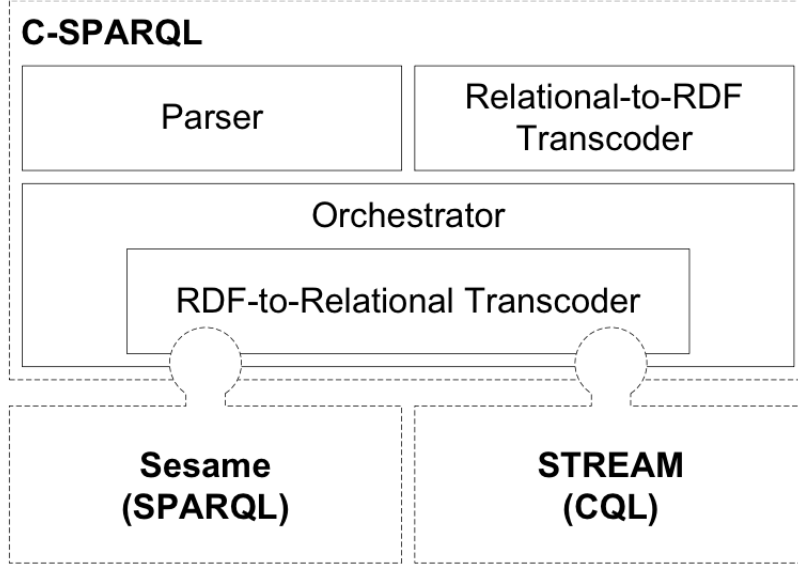 C-SPARQL
Parser
Relational-to-RDF
Transcoder
Orchestrator
RDF-to-Relational Transcoder
Sesame
(SPARQL)
STREAM
(CQL)